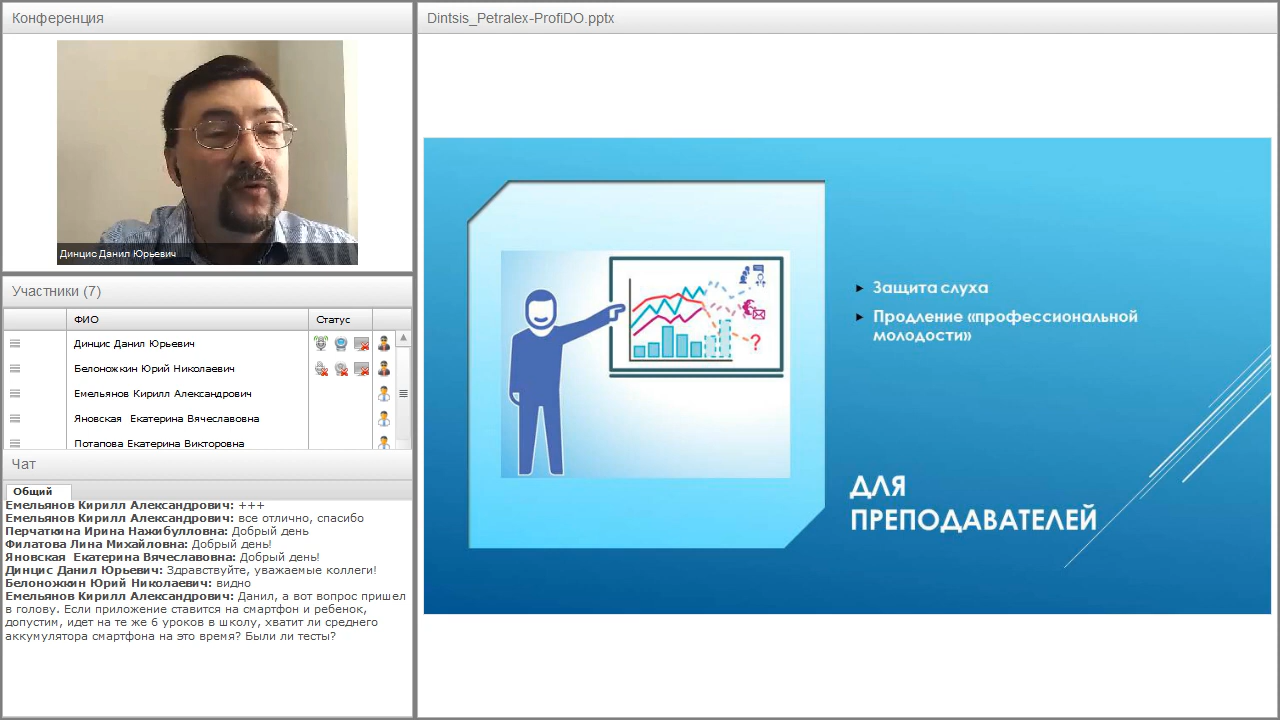 Конференция
Динцис Данил Юрьевич
Участники (7)
ФИО
Статус
Динцис Данил Юрьевич
Белоножкин Юрий Николаевич
Емельянов Кирилл Александрович
Яновская  Екатерина Вячеславовна
Потапова Екатерина Викторовна
Чат
Общий
Емельянов Кирилл Александрович: +++
Емельянов Кирилл Александрович: все отлично, спасибо
Перчаткина Ирина Нажибулловна: Добрый день
Филатова Лина Михайловна: Добрый день!
Яновская  Екатерина Вячеславовна: Добрый день!
Динцис Данил Юрьевич: Здравствуйте, уважаемые коллеги!
Белоножкин Юрий Николаевич: видно
Емельянов Кирилл Александрович: Данил, а вот вопрос пришел
в голову. Если приложение ставится на смартфон и ребенок,
допустим, идет на те же 6 уроков в школу, хватит ли среднего
аккумулятора смартфона на это время? Были ли тесты?
Dintsis_Petralex-ProfiDO.pptx
?
Защита слуха
Продление «профессиональной
молодости»
ДЛЯ
ПРЕПОДАВАТЕЛЕЙ